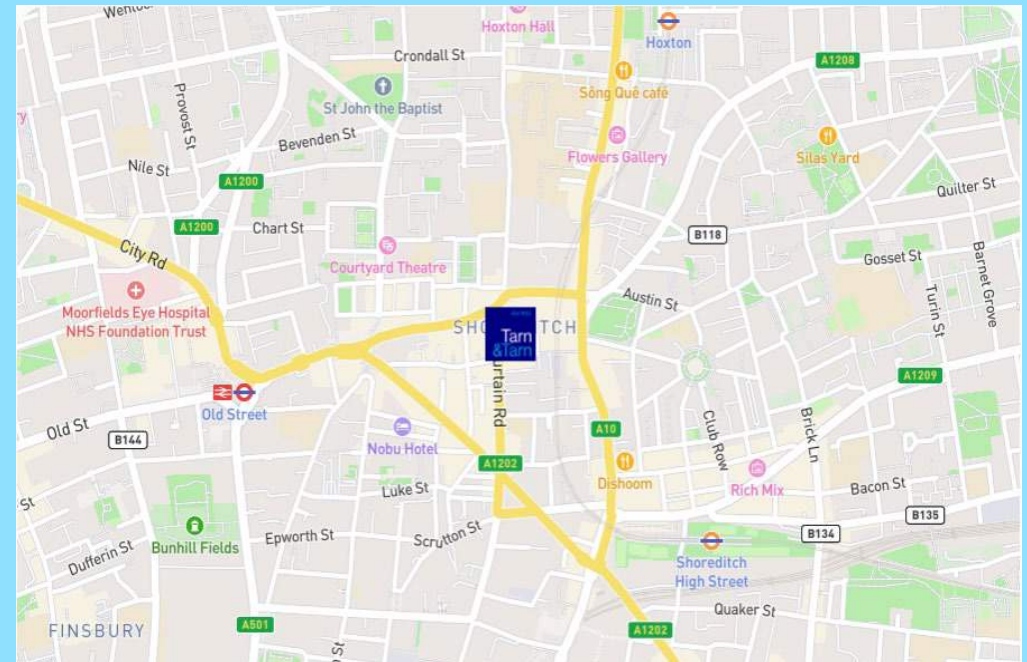 Wenlo
Hoxton Hall
Hoxton
A1208
Crondall St
Sông Quê café
St John the Baptist
Provost St
Bevenden St
Flowers Gallery
Silas Yard
Nile St
A1200
Quilter St
A1200
Chart St
B118
City Rd
Courtyard Theatre
Gosset St
Barnet Grove
Moorfields Eye Hospital
NHS Foundation Trust
Austin St
Turin St
SHO
ITCH
Tarn
&Tarn
urtain Rd
A1209
Old Street
Old St
B144
Nobu Hotel
A10
Club Row
Brick Ln
A1202
Dishoom
Rich Mix
Luke St
Bacon St
Bunhill Fields
Epworth St
Scrutton St
B135
B134
Dufferin St
Shoreditch
High Street
Quaker St
FINSBURY
A501
A1202